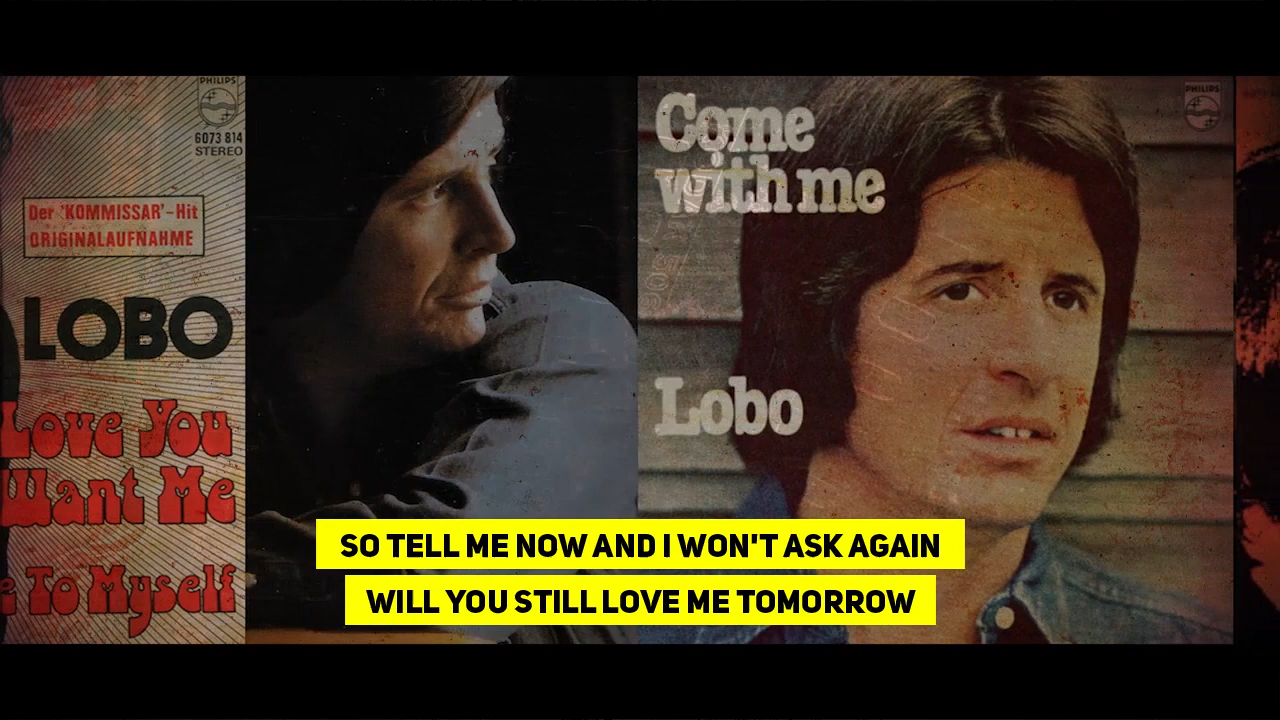 PHILIPS
6073 814
STEREO
Der 'KOMMISSAR'-Hit
ORIGINALAUFNAHME
LOBO
Love You
Want Me
e To Myself
Come
with me
Lobo
PHILIPS
SO TELL ME NOW AND I WON'T ASK AGAIN
WILL YOU STILL LOVE ME TOMORROW